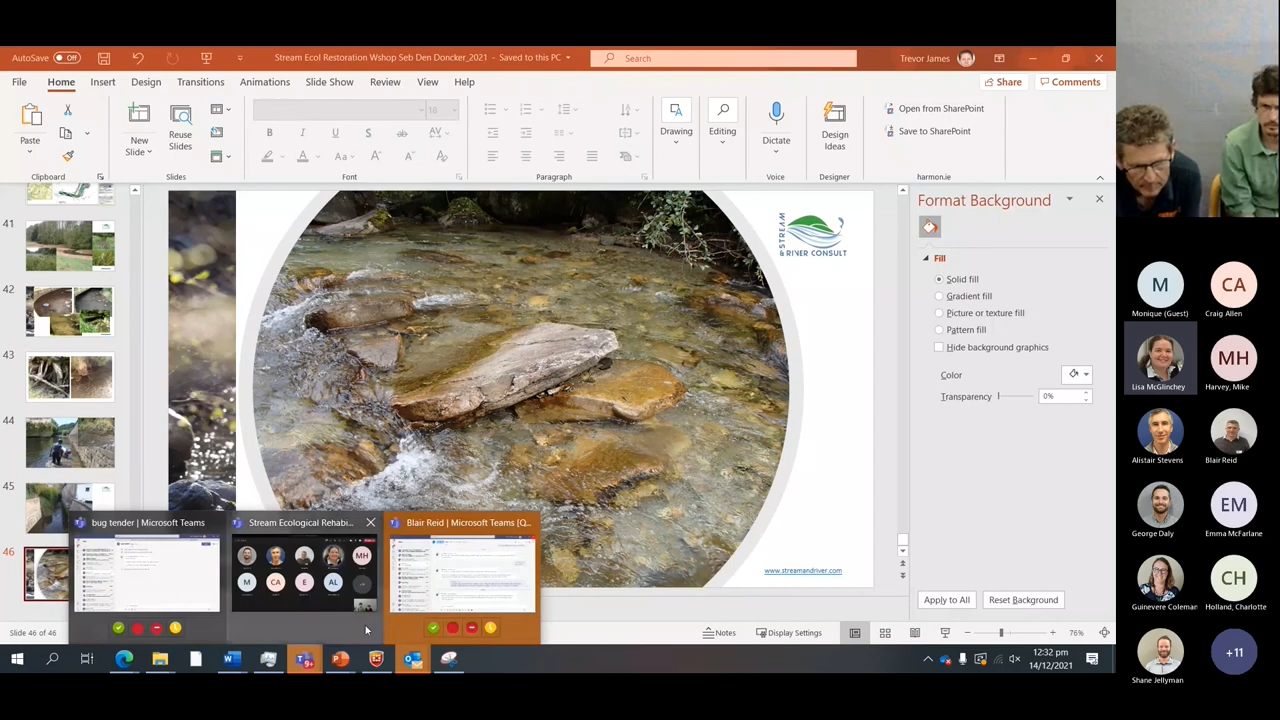 AutoSave Off
Stream Ecol Restoration Wshop Seb Den Doncker_2021 - Saved to this PC
Search
Trevor James
File Home Insert Design Transitions Animations Slide Show Review View Help
Share Comments
Paste
New Slide
Reuse Slides
18
Drawing
Editing
Dictate
Design Ideas
Open from SharePoint
Save to SharePoint
Clipboard
Slides
Font
Paragraph
Voice
Designer
harmon.ie
41
42
43
44
45
46
STREAM & RIVER CONSULT
www.streamandriver.com
Format Background
Fill
Solid fill
Gradient fill
Picture or texture fill
Pattern fill
Hide background graphics
Color
Transparency 0%
Apply to All Reset Background
bug tender | Microsoft Teams
Stream Ecological Rehabi...
Blair Reid | Microsoft Teams [Q...
MH
M CA E AL
Slide 46 of 46
Notes Display Settings 76%
12:32 pm
14/12/2021
9+
M
Monique (Guest)
CA
Craig Allen
Lisa McGlinchey
MH
Harvey, Mike
Alistair Stevens
Blair Reid
George Daly
EM
Emma McFarlane
Guinevere Coleman
CH
Holland, Charlotte
Shane Jellyman
+11